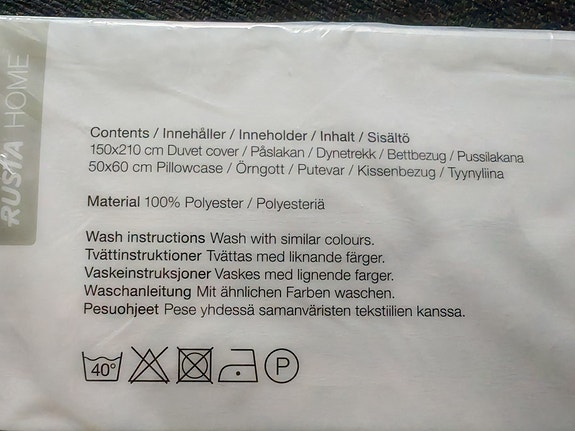 RUSTA HOME
Contents / Innehåller / Inneholder / Inhalt / Sisältö
150x210 cm Duvet cover / Påslakan / Dynetrekk / Bettbezug / Pussilakana
50x60 cm Pillowcase / Örngott / Putevar / Kissenbezug / Tyynyliina
Material 100% Polyester / Polyesteriä
Wash instructions Wash with similar colours.
Tvättinstruktioner Tvättas med liknande färger.
Vaskeinstruksjoner Vaskes med lignende farger.
Waschanleitung Mit ähnlichen Farben waschen.
Pesuohjeet Pese yhdessä samanväristen tekstiilien kanssa.
40° P